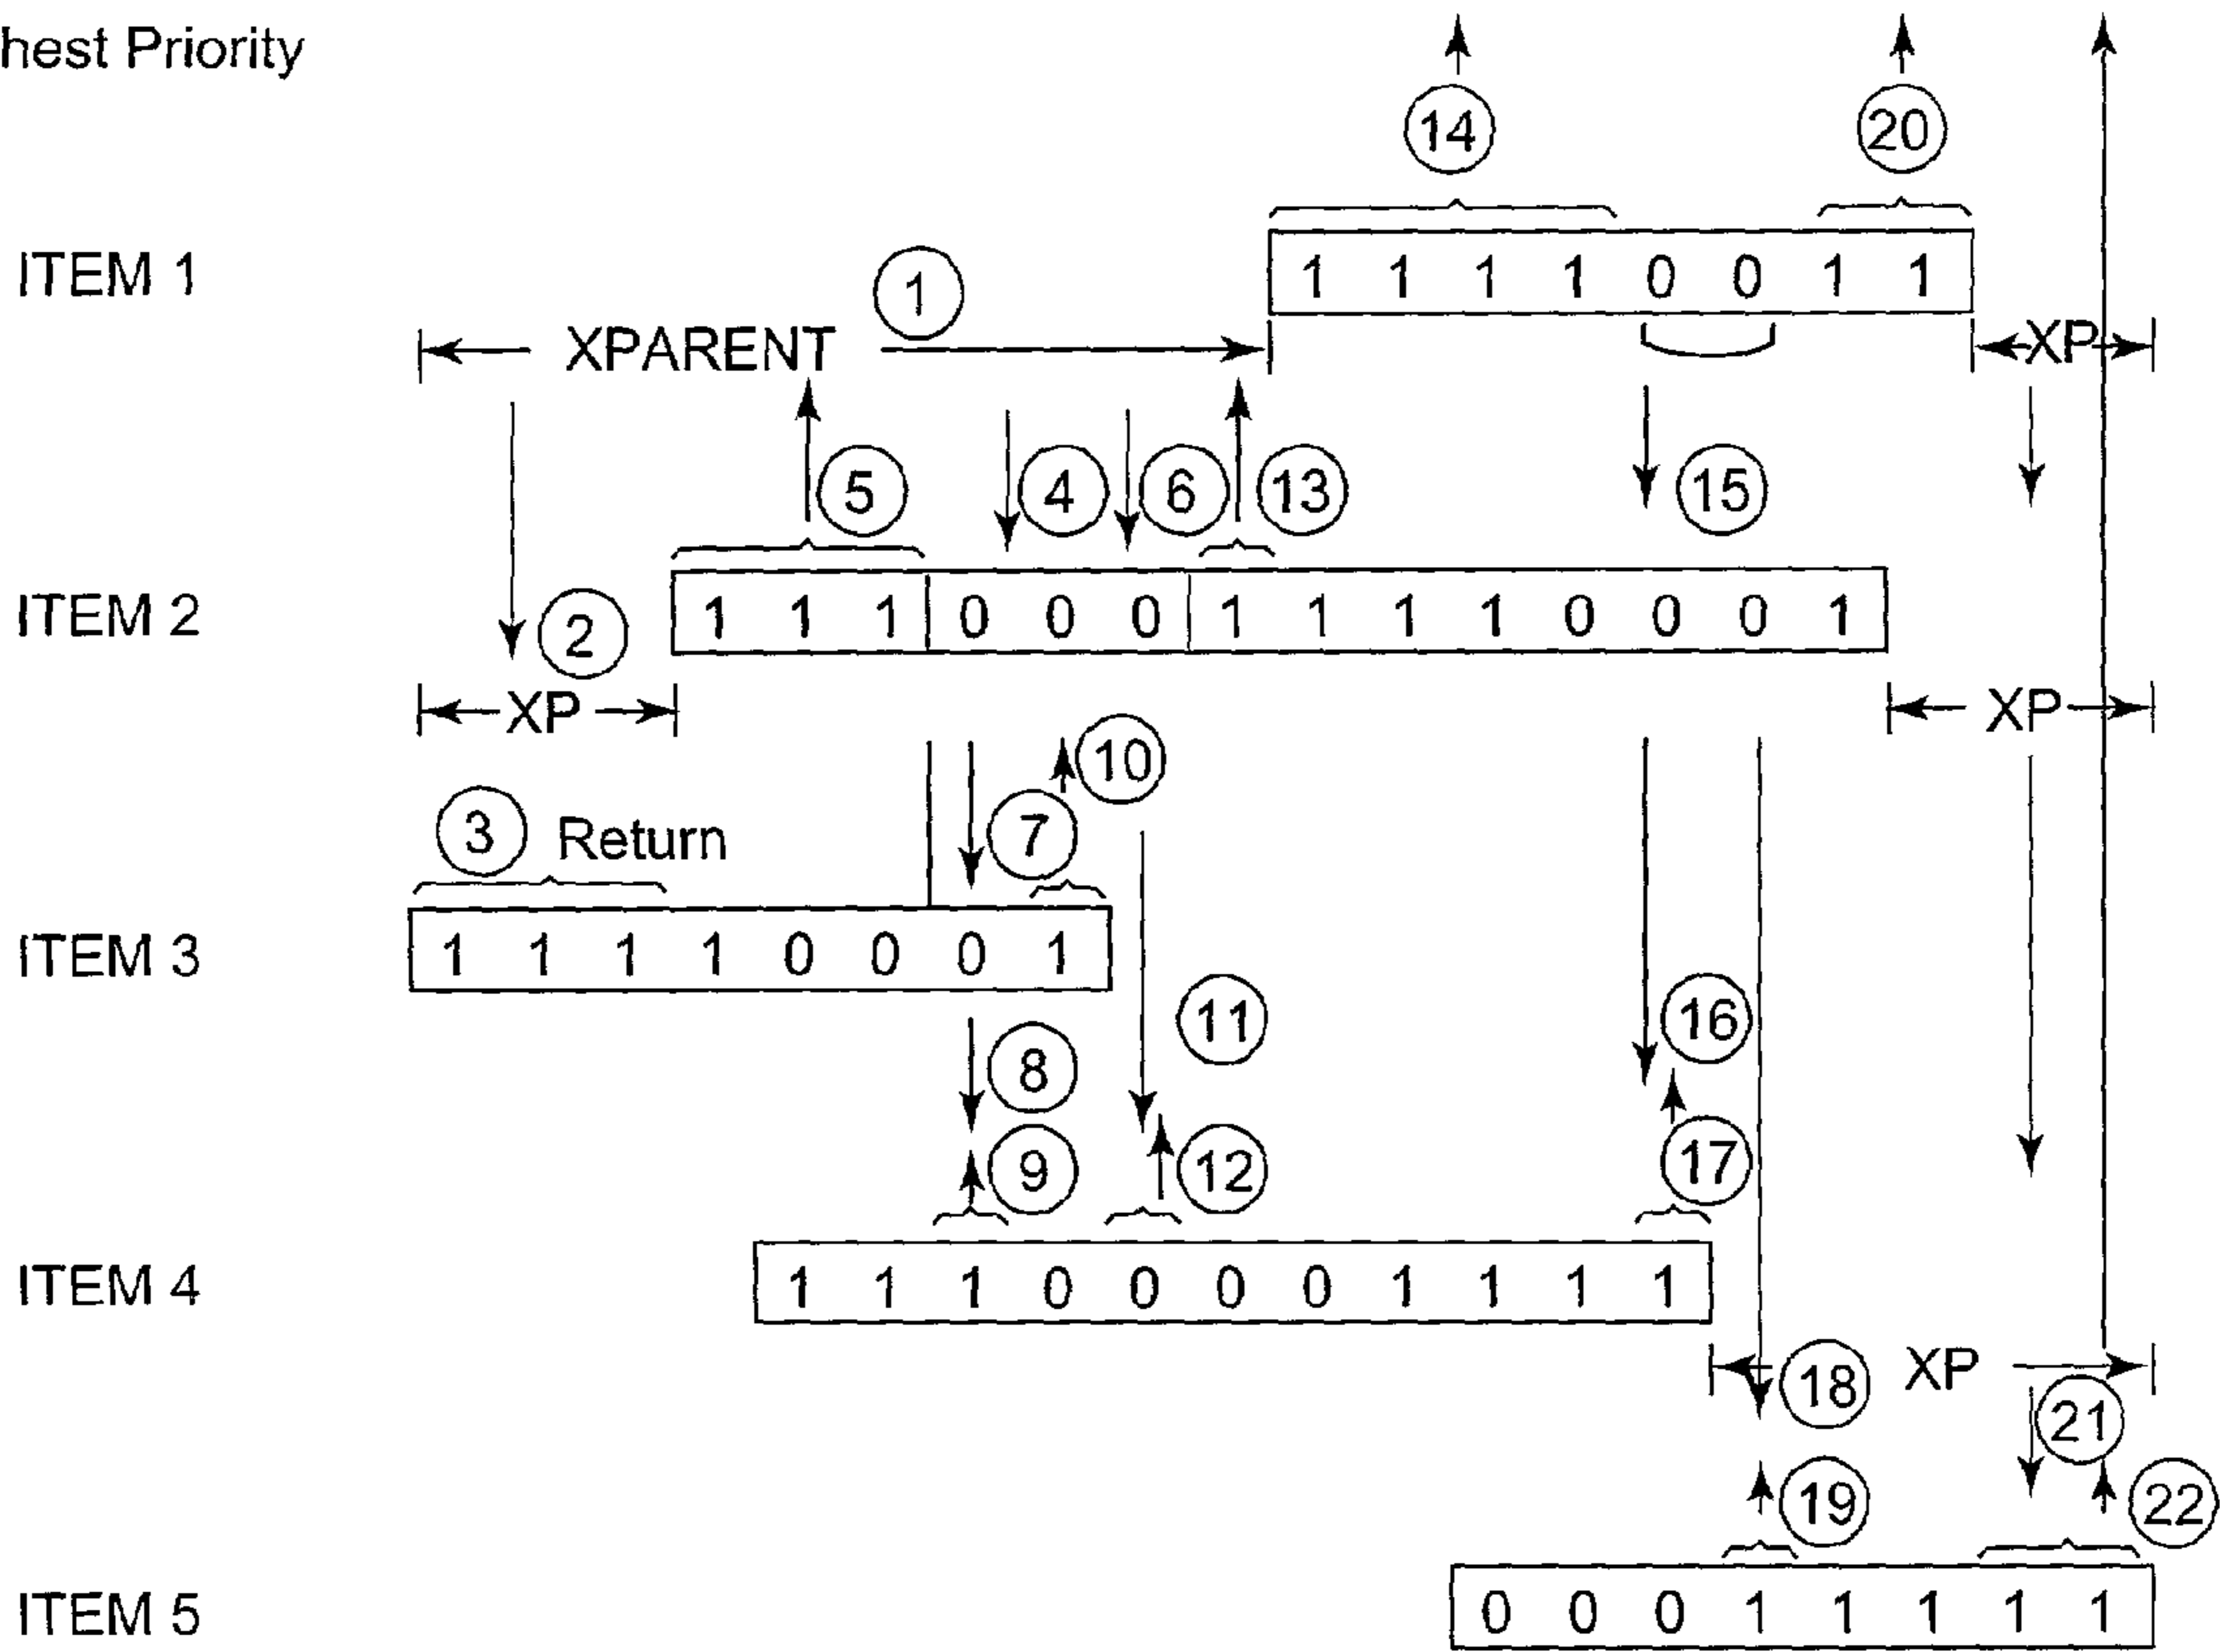 hest Priority
14 20
ITEM 1 1 1 1 1 0 0 1 1
1
XPARENT XP
5 4 6 13 15
ITEM 2 1 1 1 0 0 0 1 1 1 1 0 0 0 1
2
XP XP
10
3 Return 7
ITEM 3 1 1 1 1 0 0 0 1
11 16
8
9 12 17
ITEM 4 1 1 1 0 0 0 0 1 1 1 1
18 XP
21
19 22
ITEM 5 0 0 0 1 1 1 1 1